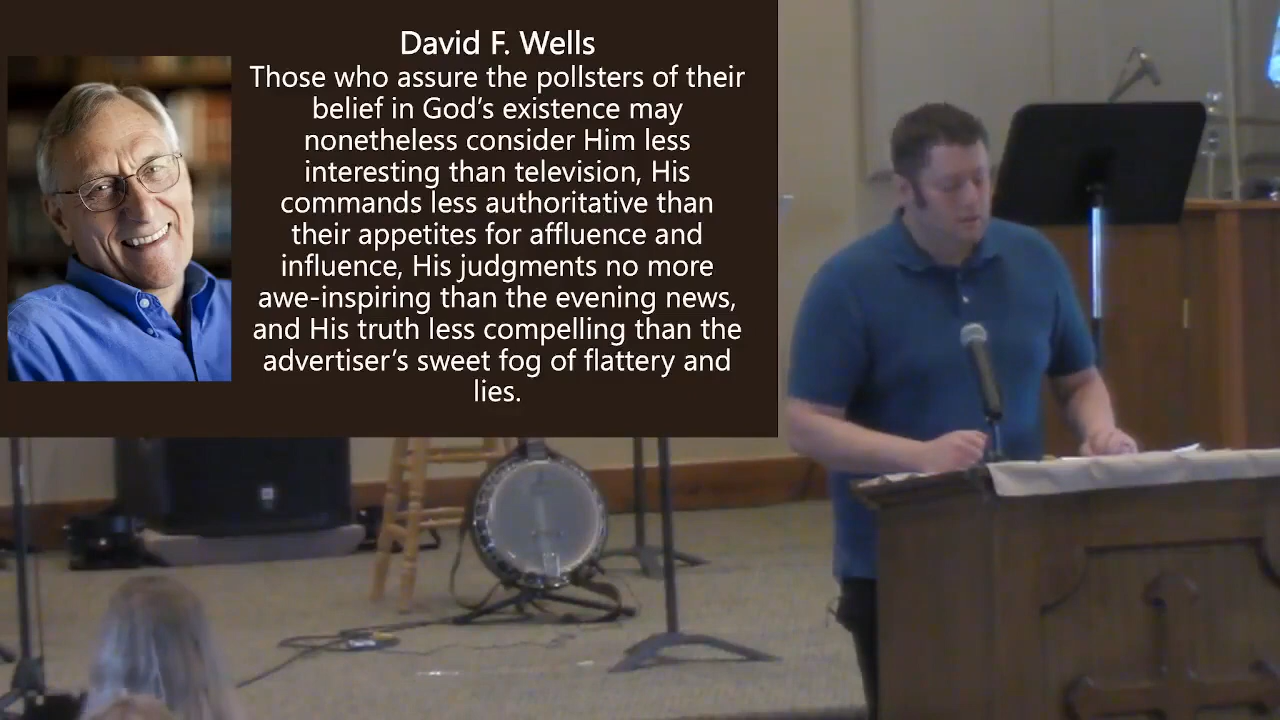 David F. Wells
Those who assure the pollsters of their
belief in God's existence may
nonetheless consider Him less
interesting than television, His
commands less authoritative than
their appetites for affluence and
influence, His judgments no more
awe-inspiring than the evening news,
and His truth less compelling than the
advertiser's sweet fog of flattery and
lies.